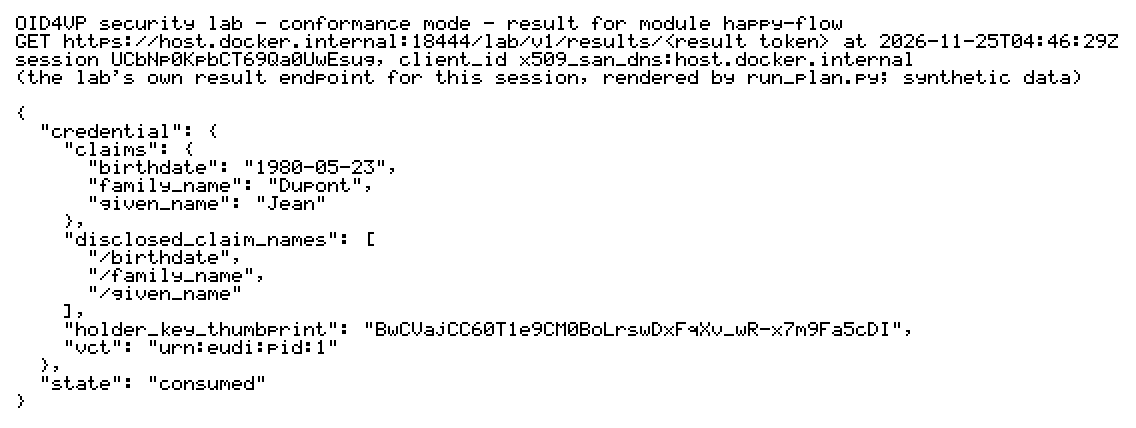 OID4VP security lab - conformance mode - result for module happy-flow
GET https://host.docker.internal:18444/lab/v1/results/<result token> at 2026-11-25T04:46:29Z
session UCbNp0KpbCT69Qa0UwEsug, client_id x509_san_dns:host.docker.internal
(the lab's own result endpoint for this session, rendered by run_plan.py; synthetic data)
{
  "credential": {
    "claims": {
      "birthdate": "1980-05-23",
      "family_name": "Dupont",
      "given_name": "Jean"
    },
    "disclosed_claim_names": [
      "/birthdate",
      "/family_name",
      "/given_name"
    ],
    "holder_key_thumbprint": "BwCVajCC60T1e9CM0BoLrswDxFqXv_wR-x7m9Fa5cDI",
    "vct": "urn:eudi:pid:1"
  },
  "state": "consumed"
}